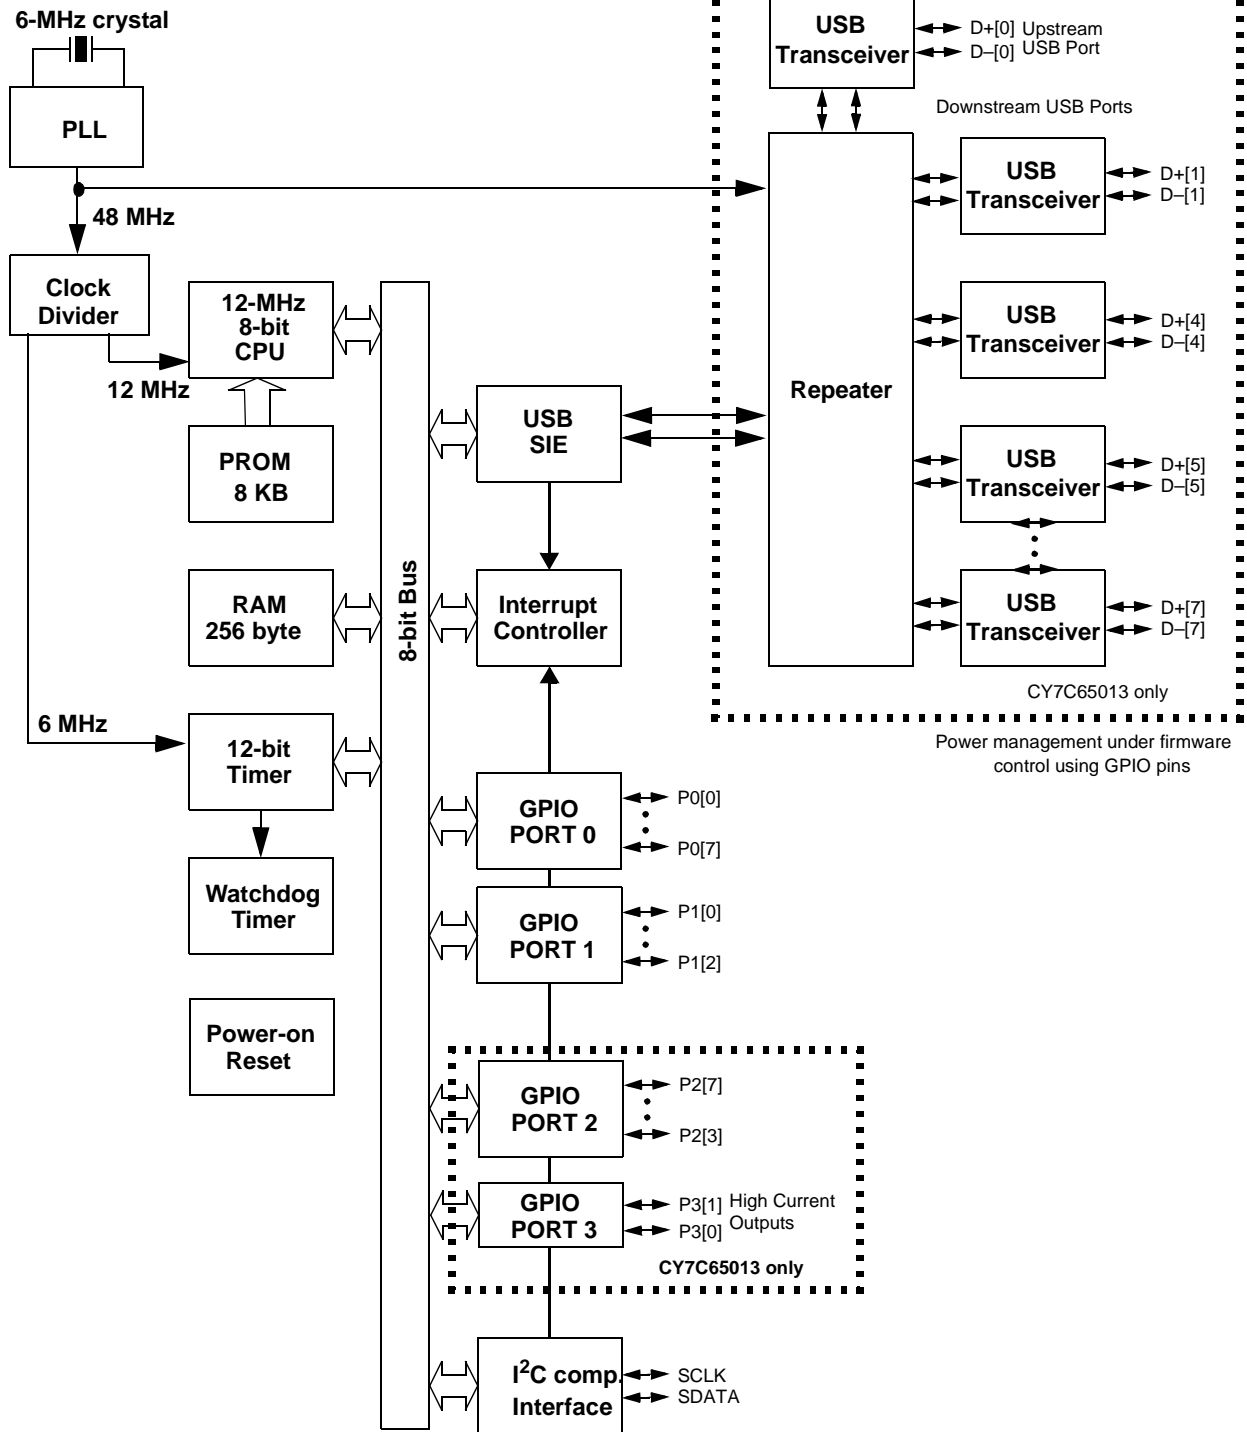 6-MHz crystal
PLL
48 MHz
Clock
Divider
12 MHz
6 MHz
12-MHz
8-bit
CPU
PROM
8 KB
RAM
256 byte
12-bit
Timer
Watchdog
Timer
Power-on
Reset
8-bit Bus
USB
SIE
Interrupt
Controller
GPIO
PORT 0
P0[0]
P0[7]
GPIO
PORT 1
P1[0]
P1[2]
GPIO
PORT 2
P2[7]
P2[3]
GPIO
PORT 3
P3[1] High Current
P3[0] Outputs
CY7C65013 only
I2C comp.
Interface
SCLK
SDATA
USB
Transceiver
D+[0] Upstream
D–[0] USB Port
Downstream USB Ports
Repeater
USB
Transceiver
D+[1]
D–[1]
USB
Transceiver
D+[4]
D–[4]
USB
Transceiver
D+[5]
D–[5]
USB
Transceiver
D+[7]
D–[7]
CY7C65013 only
Power management under firmware
control using GPIO pins